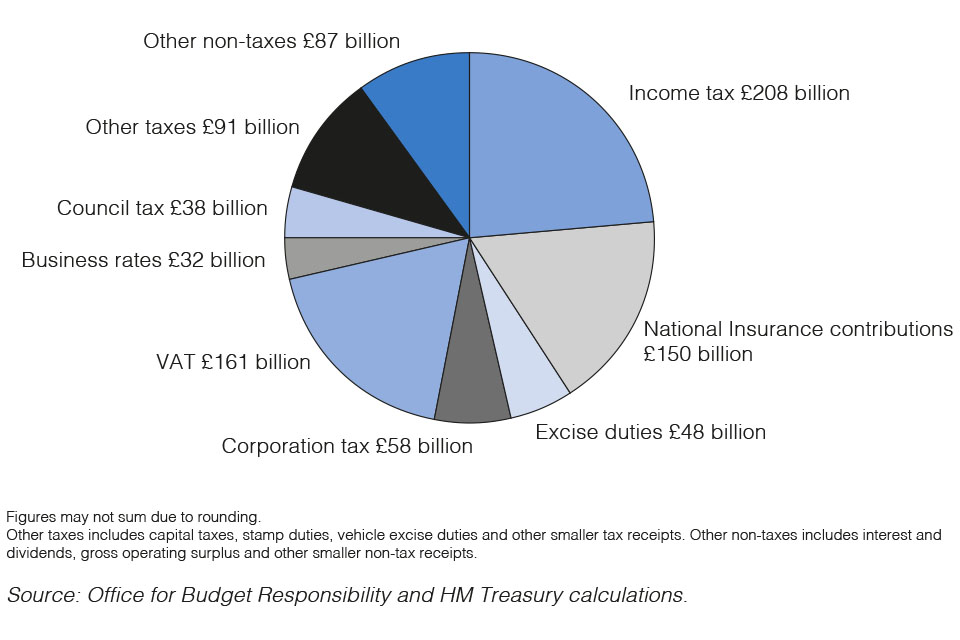 Other non-taxes £87 billion
Income tax £208 billion
Other taxes £91 billion
Council tax £38 billion
Business rates £32 billion
National Insurance contributions
£150 billion
VAT £161 billion
Excise duties £48 billion
Corporation tax £58 billion
Figures may not sum due to rounding.
Other taxes includes capital taxes, stamp duties, vehicle excise duties and other smaller tax receipts. Other non-taxes includes interest and
dividends, gross operating surplus and other smaller non-tax receipts.
Source: Office for Budget Responsibility and HM Treasury calculations.